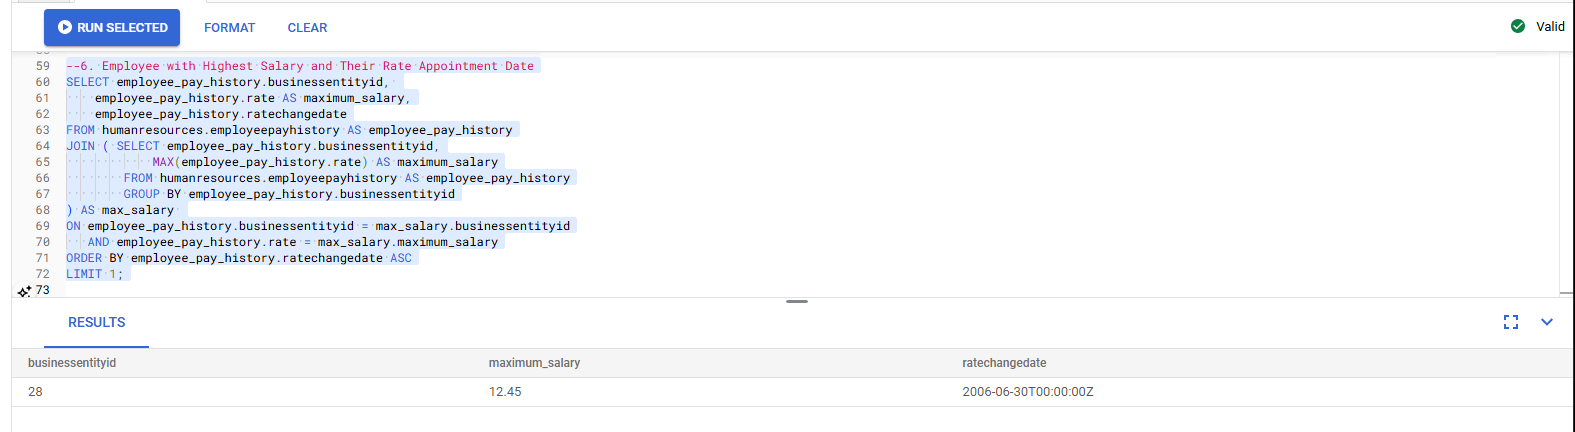 RUN SELECTED FORMAT CLEAR Valid
59 --6. Employee with Highest Salary and Their Rate Appointment Date
60 SELECT employee_pay_history.businessentityid,
61 employee_pay_history.rate AS maximum_salary,
62 employee_pay_history.ratechangedate
63 FROM humanresources.employeepayhistory AS employee_pay_history
64 JOIN ( SELECT employee_pay_history.businessentityid,
65 MAX(employee_pay_history.rate) AS maximum_salary
66 FROM humanresources.employeepayhistory AS employee_pay_history
67 GROUP BY employee_pay_history.businessentityid
68 ) AS max_salary
69 ON employee_pay_history.businessentityid = max_salary.businessentityid
70 AND employee_pay_history.rate = max_salary.maximum_salary
71 ORDER BY employee_pay_history.ratechangedate ASC
72 LIMIT 1;
73
RESULTS
businessentityid maximum_salary ratechangedate
28 12.45 2006-06-30T00:00:00Z